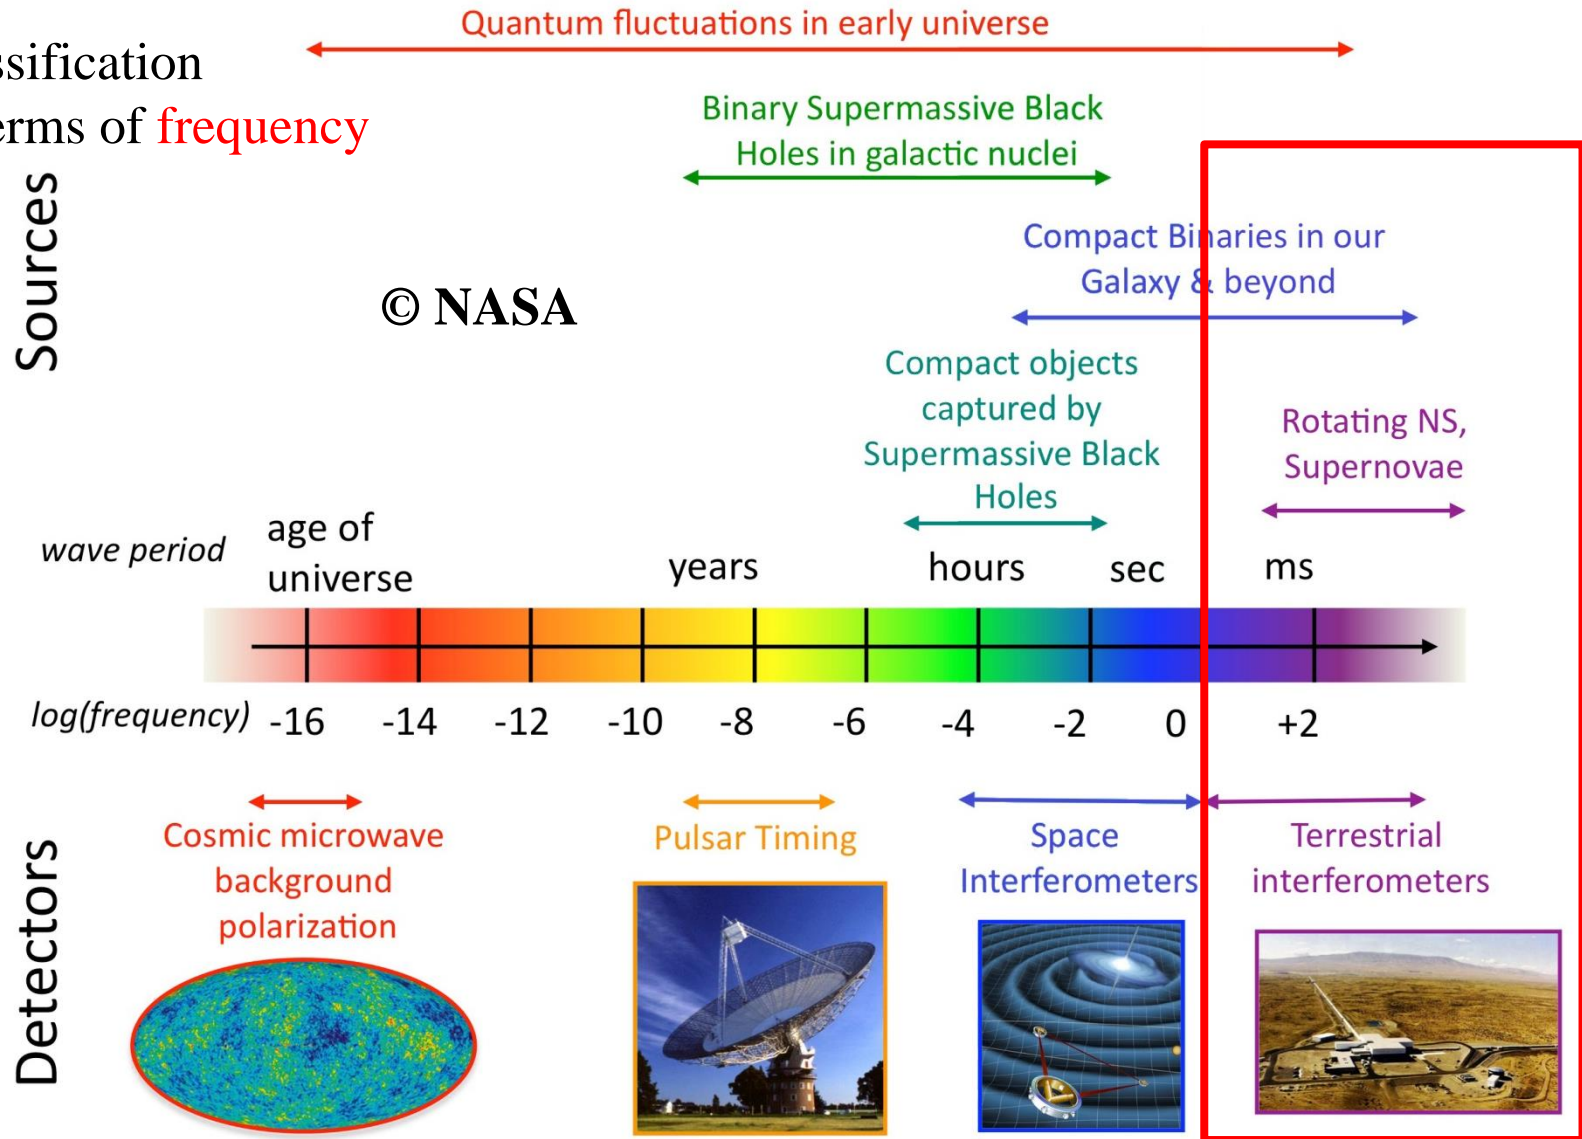 Quantum fluctuations in early universe
ssification
erms of frequency
Binary Supermassive Black
Holes in galactic nuclei
Sources
Compact Binaries in our
Galaxy & beyond
© NASA
Compact objects
captured by
Supermassive Black
Holes
Rotating NS,
Supernovae
wave period
age of
universe
years
hours
sec
ms
log(frequency) -16 -14 -12 -10 -8 -6 -4 -2 0 +2
Detectors
Cosmic microwave
background
polarization
Pulsar Timing
Space
Interferometers
Terrestrial
interferometers